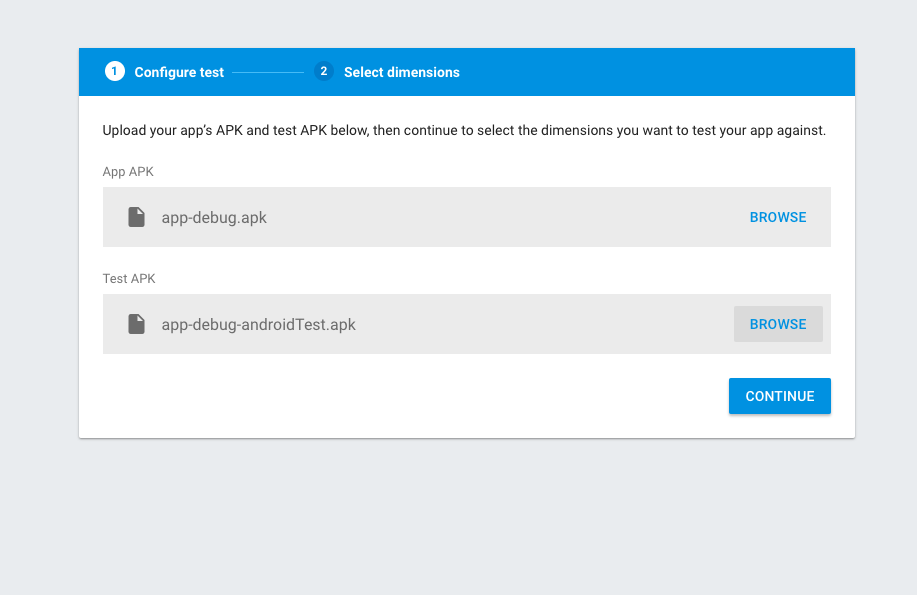 1 Configure test 2 Select dimensions
Upload your app's APK and test APK below, then continue to select the dimensions you want to test your app against.
App APK
app-debug.apk BROWSE
Test APK
app-debug-androidTest.apk BROWSE
CONTINUE